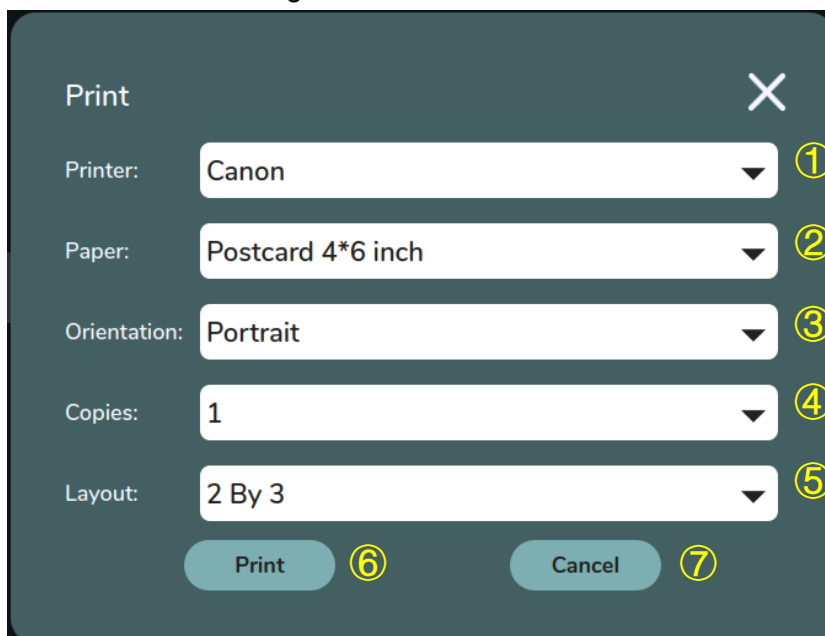 Print
Printer: Canon ①
Paper: Postcard 4*6 inch ②
Orientation: Portrait ③
Copies: 1 ④
Layout: 2 By 3 ⑤
Print ⑥ Cancel ⑦